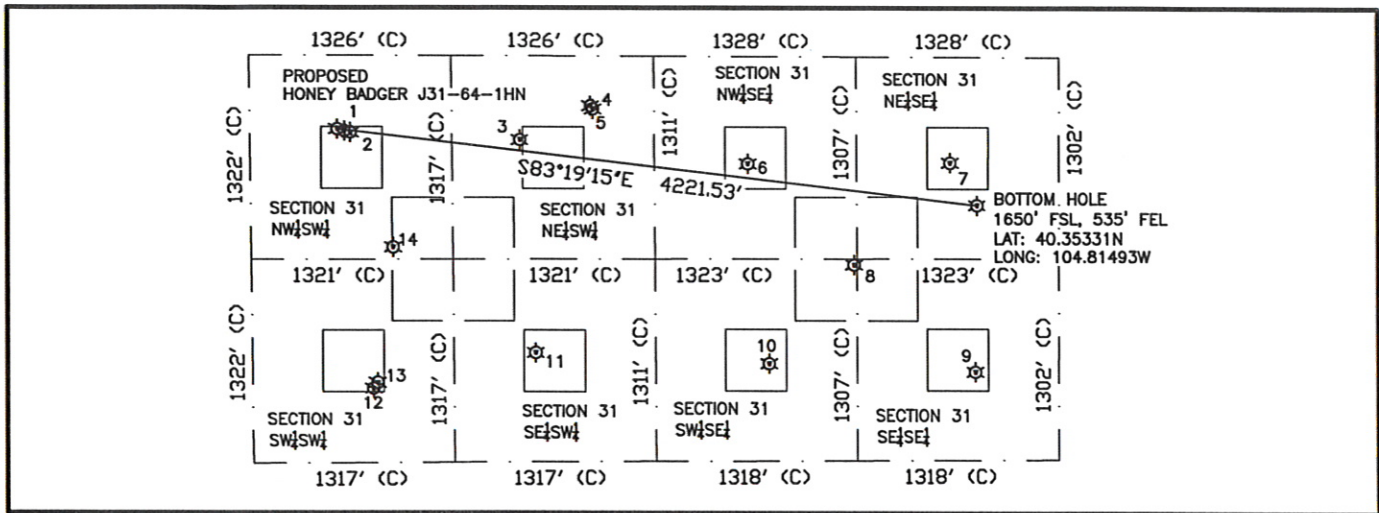 1326' (C)
1326' (C)
1328' (C)
1328' (C)
PROPOSED
HONEY BADGER J31-64-1HN
SECTION 31
NW¼SE¼
SECTION 31
NE¼SE¼
1322' (C)
1317' (C)
1311' (C)
1307' (C)
1302' (C)
1
2
3
4
5
6
7
S83°19'15"E 4221.53'
BOTTOM HOLE
1650' FSL, 535' FEL
LAT: 40.35331N
LONG: 104.81493W
SECTION 31
NW¼SW¼
SECTION 31
NE¼SW¼
14
8
1321' (C)
1321' (C)
1323' (C)
1323' (C)
1322' (C)
1317' (C)
1311' (C)
1307' (C)
1302' (C)
13
12
11
10
9
SECTION 31
SW¼SW¼
SECTION 31
SE¼SW¼
SECTION 31
SW¼SE¼
SECTION 31
SE¼SE¼
1317' (C)
1317' (C)
1318' (C)
1318' (C)